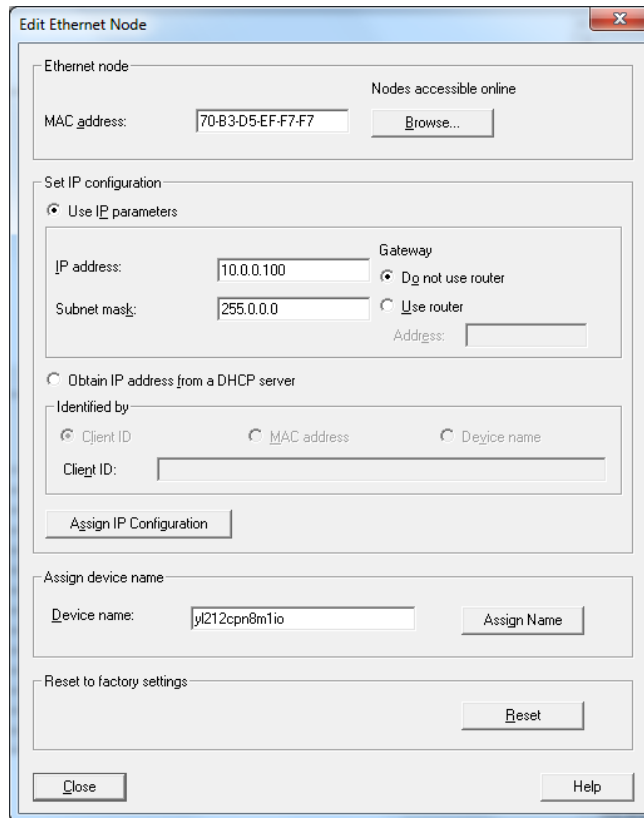 Edit Ethernet Node
Ethernet node
Nodes accessible online
MAC address: 70-B3-D5-EF-F7-F7 Browse...
Set IP configuration
Use IP parameters
Gateway
IP address: 10.0.0.100 Do not use router
Subnet mask: 255.0.0.0 Use router
Address:
Obtain IP address from a DHCP server
Identified by
Client ID MAC address Device name
Client ID:
Assign IP Configuration
Assign device name
Device name: yl212cpn8m1io Assign Name
Reset to factory settings
Reset
Close Help